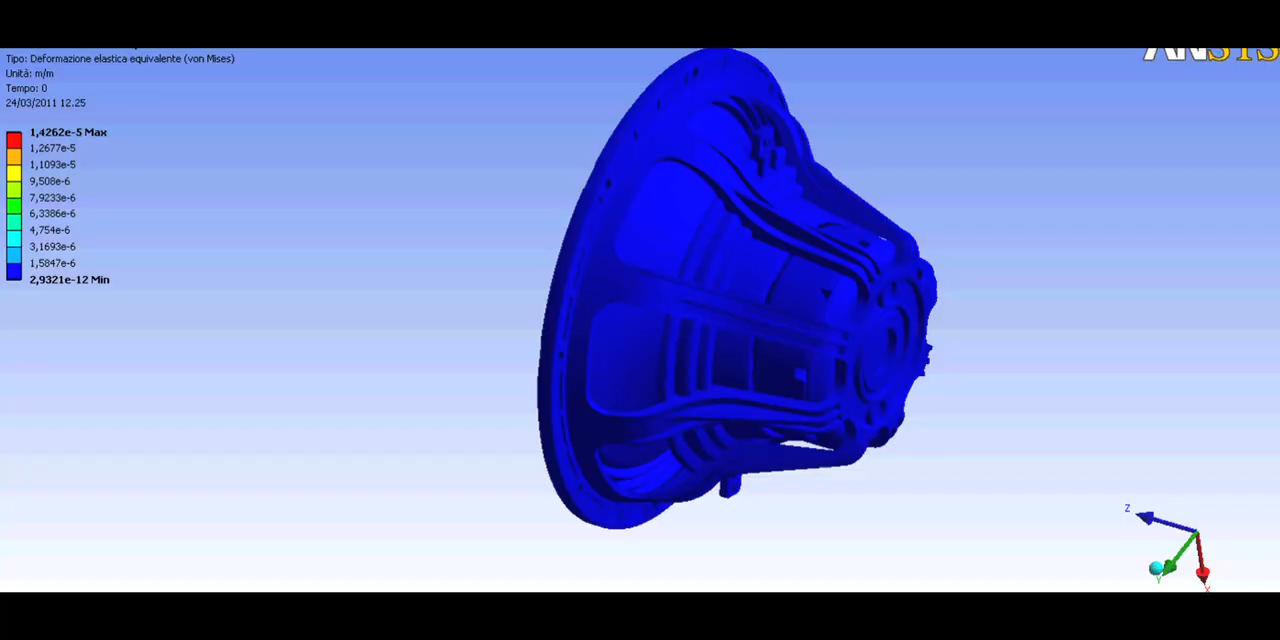 Tipo: Deformazione elastica equivalente (von Mises)
Unitá: m/m
Tempo: 0
24/03/2011 12.25
ANSYS
1,4262e-5 Max
1,2677e-5
1,1093e-5
9,508e-6
7,9233e-6
6,3386e-6
4,754e-6
3,1693e-6
1,5847e-6
2,9321e-12 Min
Z
Y
X